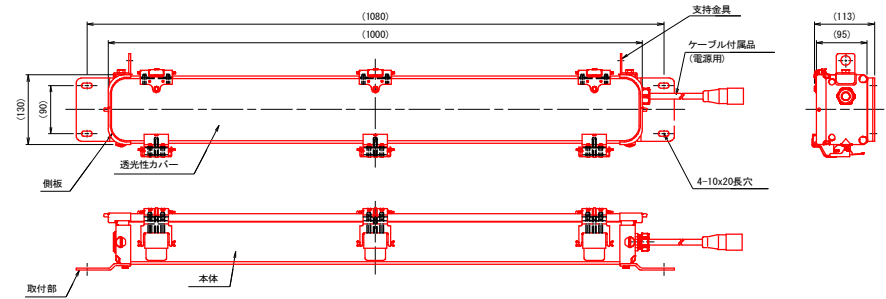 (1080)
支持金具
(113)
(1000)
(95)
ケーブル付属品
(電源用)
(130)
(90)
透光性カバー
側板
4-10x20長穴
本体
取付部